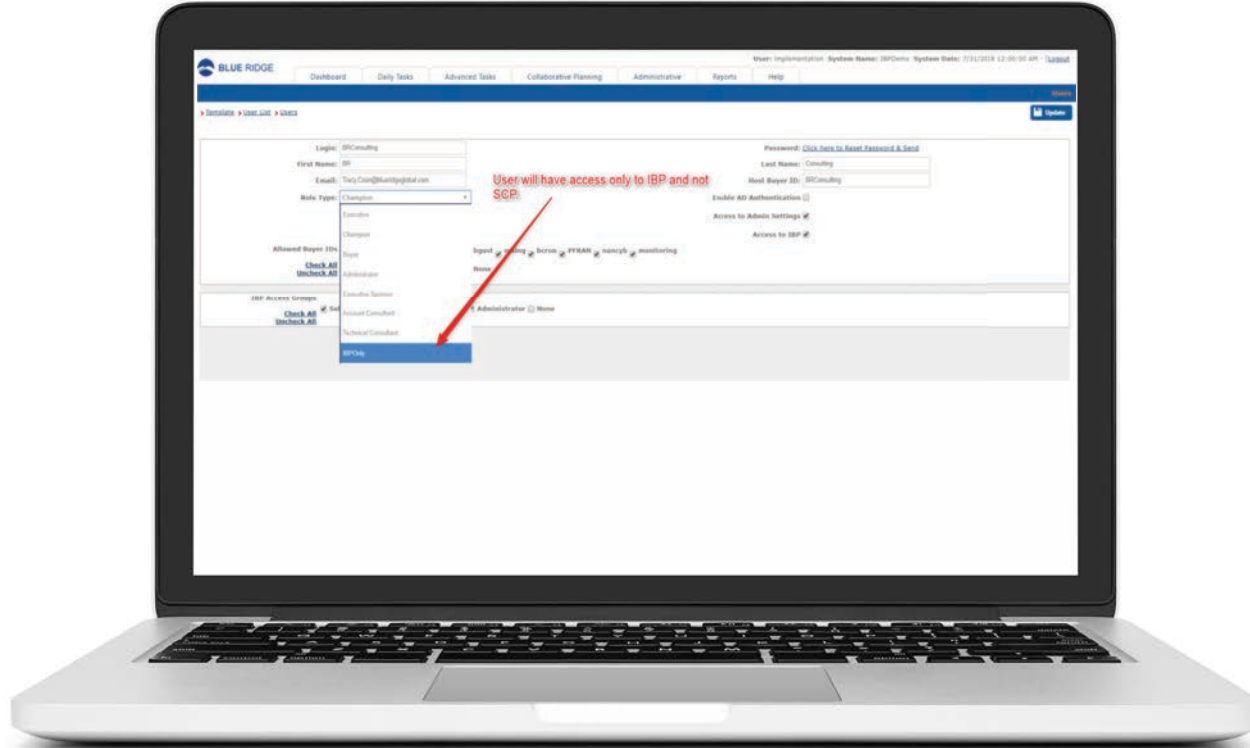 BLUE RIDGE
User: Implementation System Name: IBPDemo System Date: 7/31/2018 12:00:00 AM - [Logout
Dashboard Daily Tasks Advanced Tasks Collaborative Planning Administrative Reports Help
Users
Template User List Users
Update
Login: BRConsulting
Password: Click here to Reset Password & Send
First Name: BR
Last Name: Consulting
Email:
Host Buyer ID: BRConsulting
Role Type: Champion
Enable AD Authentication
User will have access only to IBP and not
SCP.
Executive
Access to Admin Settings
Champion
Access to IBP
Buyer
Allowed Buyer IDs
bcron PFRAN nancyb monitoring
Check All
Uncheck All
Administrator
None
Executive Sponsor
IBP Access Groups
Check All
Uncheck All
Account Consultant
Administrator None
Technical Consultant
IBPOnly
control option
option